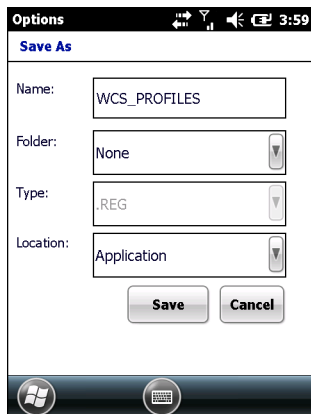 Options 3:59
Save As
Name: WCS_PROFILES
Folder: None
Type: .REG
Location: Application
Save Cancel